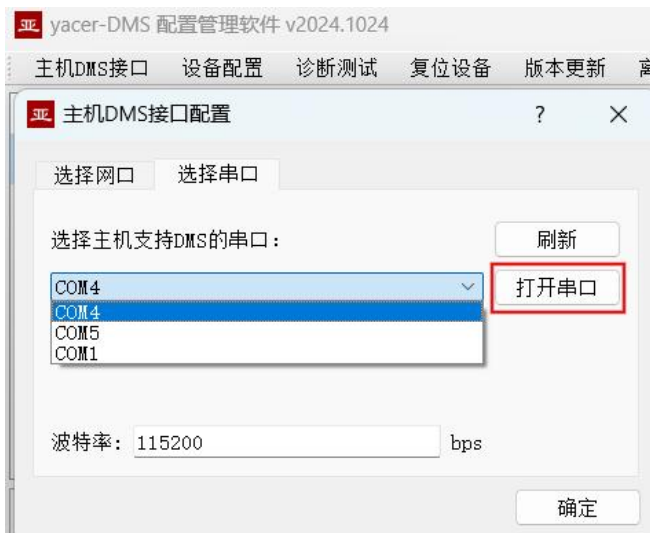 亚 yacer-DMS 配置管理软件 v2024.1024
主机DMS接口 设备配置 诊断测试 复位设备 版本更新
亚 主机DMS接口配置 ? ×
选择网口 选择串口
选择主机支持DMS的串口: 刷新
COM4 打开串口
COM4
COM5
COM1
波特率: 115200 bps
确定